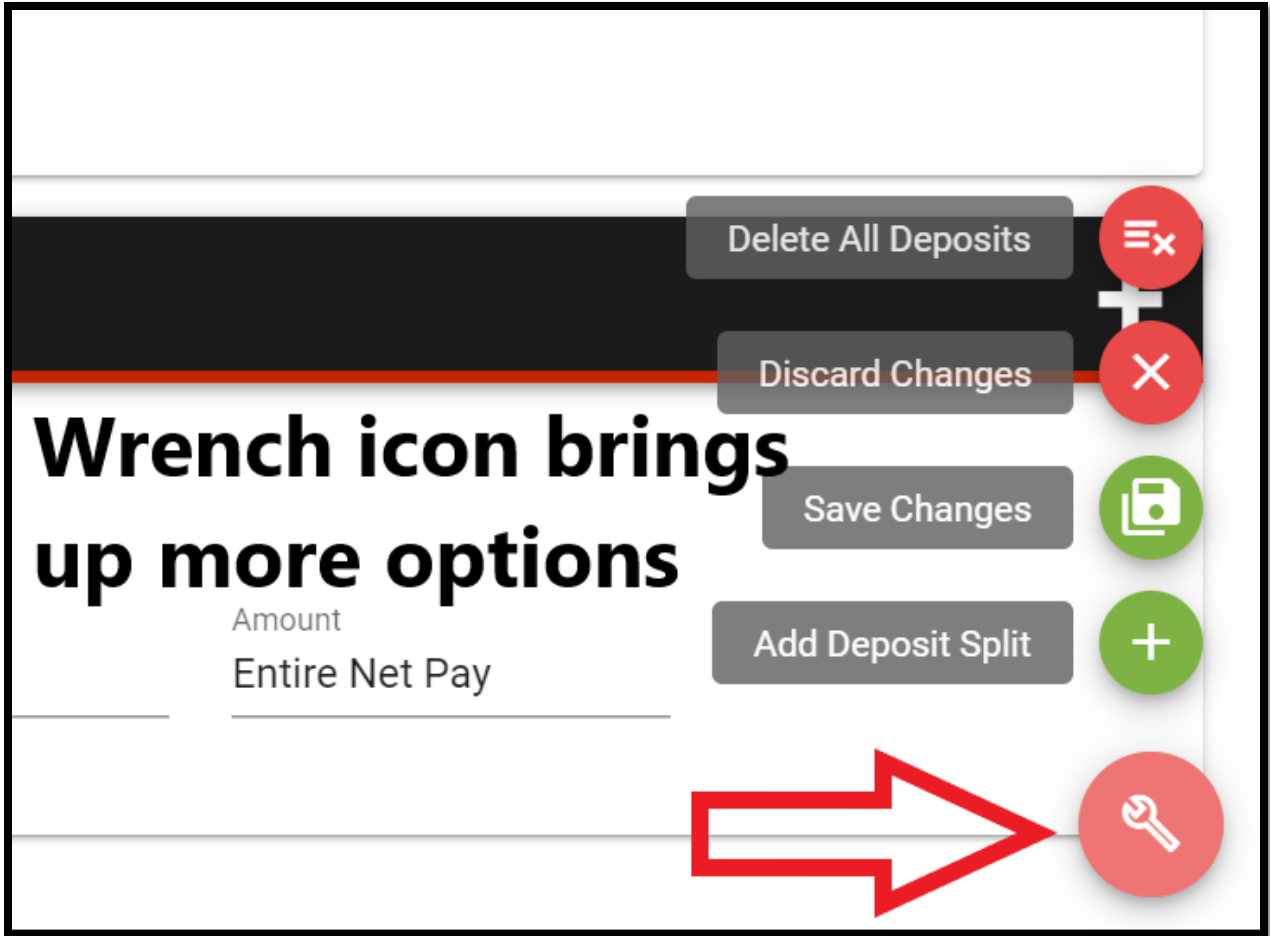 Delete All Deposits
Discard Changes
Wrench icon brings
Save Changes
up more options
Amount
Add Deposit Split
Entire Net Pay